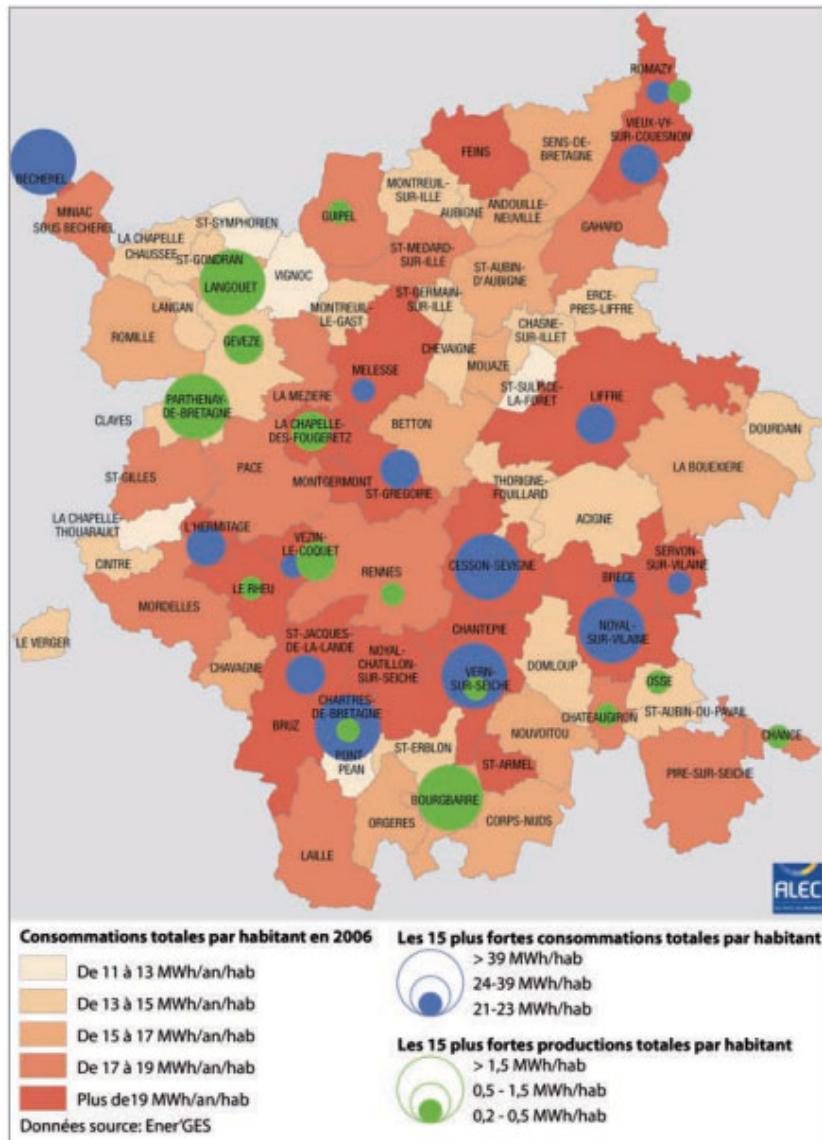 ROMAZY
VIEUX-VY-
SUR-COUESNON
SENS-DE-
BRETAGNE
FEINS
BECHEREL
MONTREUIL-
SUR-ILLE
ANDOUILLE-
NEUVILLE
AUBIGNE
MINIAC
SOUS BECHEREL
GUIPEL
ST-SYMPHORIEN
GAHARD
LA CHAPELLE
CHAUSSEE
ST-MEDARD-
SUR-ILLE
ST-GONDRAN
LANGOUET
VIGNOC
ST-AUBIN-
D'AUBIGNE
ST-GERMAIN-
SUR-ILLE
ERCE-
PRES-LIFFRE
LANGAN
MONTREUIL-
LE-GAST
CHASNE-
SUR-ILLET
ROMILLE
GEVEZE
CHEVAIGNE
MOUAZE
MELESSE
ST-SULPICE-
LA-FORET
LIFFRE
LA MEZIERE
PARTHENAY-
DE-BRETAGNE
CLAYES
LA CHAPELLE-
DES-FOUGERETZ
BETTON
DOURDAIN
ST-GILLES
PACE
MONTGERMONT
ST-GREGOIRE
THORIGNE-
FOUILLARD
LA BOUEXIERE
LA CHAPELLE-
THOUARAULT
L'HERMITAGE
ACIGNE
VEZIN-
LE-COQUET
CINTRE
RENNES
CESSON-SEVIGNE
SERVON-
SUR-VILAINE
BRECE
LE RHEU
MORDELLES
NOYAL-
SUR-VILAINE
LE VERGER
ST-JACQUES-
DE-LA-LANDE
NOYAL-
CHATILLON-
SUR-SEICHE
CHANTEPIE
CHAVAGNE
VERN-
SUR-SEICHE
DOMLOUP
OSSE
CHARTRES-
DE-BRETAGNE
BRUZ
CHATEAUGIRON
ST-AUBIN-DU-PAVAIL
NOUVOITOU
CHANCE
ST-ERBLON
PONT
PEAN
ST-ARMEL
PIRE-SUR-SEICHE
BOURGBARRE
ORGERES
CORPS-NUDS
LAILLE
ALEC
Consommations totales par habitant en 2006
De 11 à 13 MWh/an/hab
De 13 à 15 MWh/an/hab
De 15 à 17 MWh/an/hab
De 17 à 19 MWh/an/hab
Plus de19 MWh/an/hab
Données source: Ener'GES
Les 15 plus fortes consommations totales par habitant
> 39 MWh/hab
24-39 MWh/hab
21-23 MWh/hab
Les 15 plus fortes productions totales par habitant
> 1,5 MWh/hab
0,5 - 1,5 MWh/hab
0,2 - 0,5 MWh/hab